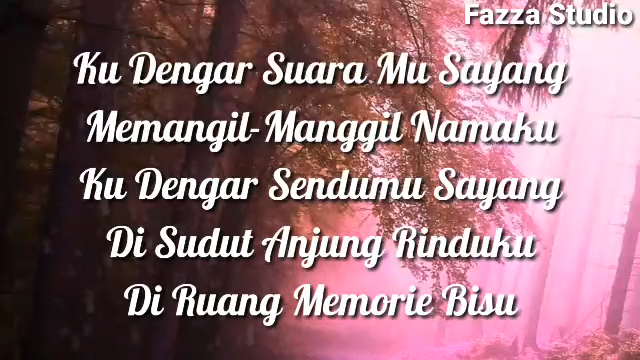 Fazza Studio
Ku Dengar Suara Mu Sayang
Memangil-Manggil Namaku
Ku Dengar Sendumu Sayang
Di Sudut Anjung Rinduku
Di Ruang Memorie Bisu